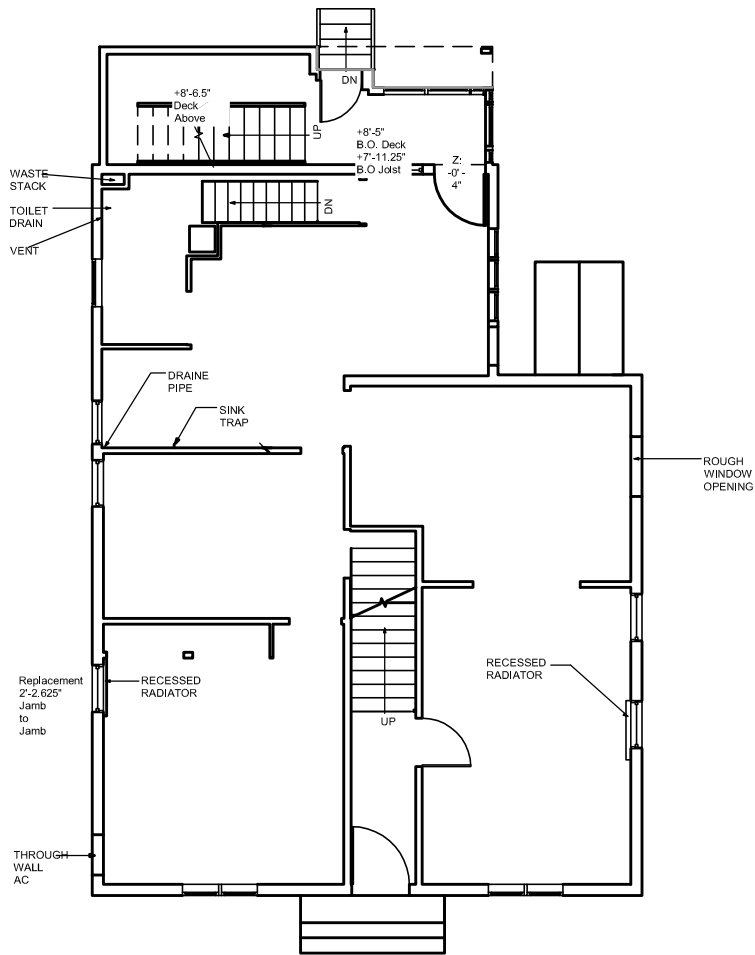 DN
+8'-6.5"
Deck
Above
UP
+8'-5"
B.O. Deck
+7'-11.25"
B.O Joist
Z:
-0' -
4"
WASTE
STACK
TOILET
DRAIN
VENT
DN
DRAINE
PIPE
SINK
TRAP
ROUGH
WINDOW
OPENING
Replacement
2'-2.625"
Jamb
to
Jamb
RECESSED
RADIATOR
RECESSED
RADIATOR
UP
THROUGH
WALL
AC